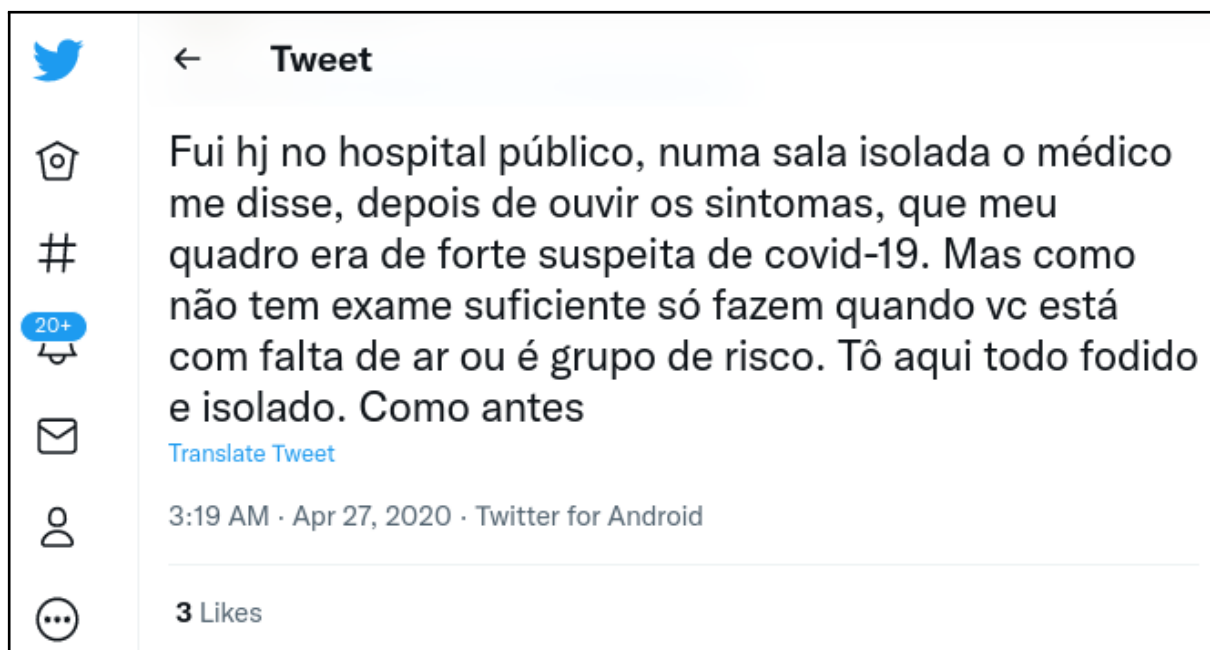 Tweet
Fui hj no hospital público, numa sala isolada o médico
me disse, depois de ouvir os sintomas, que meu
quadro era de forte suspeita de covid-19. Mas como
não tem exame suficiente só fazem quando vc está
20+
com falta de ar ou é grupo de risco. Tô aqui todo fodido
e isolado. Como antes
Translate Tweet
3:19 AM · Apr 27, 2020 · Twitter for Android
3 Likes